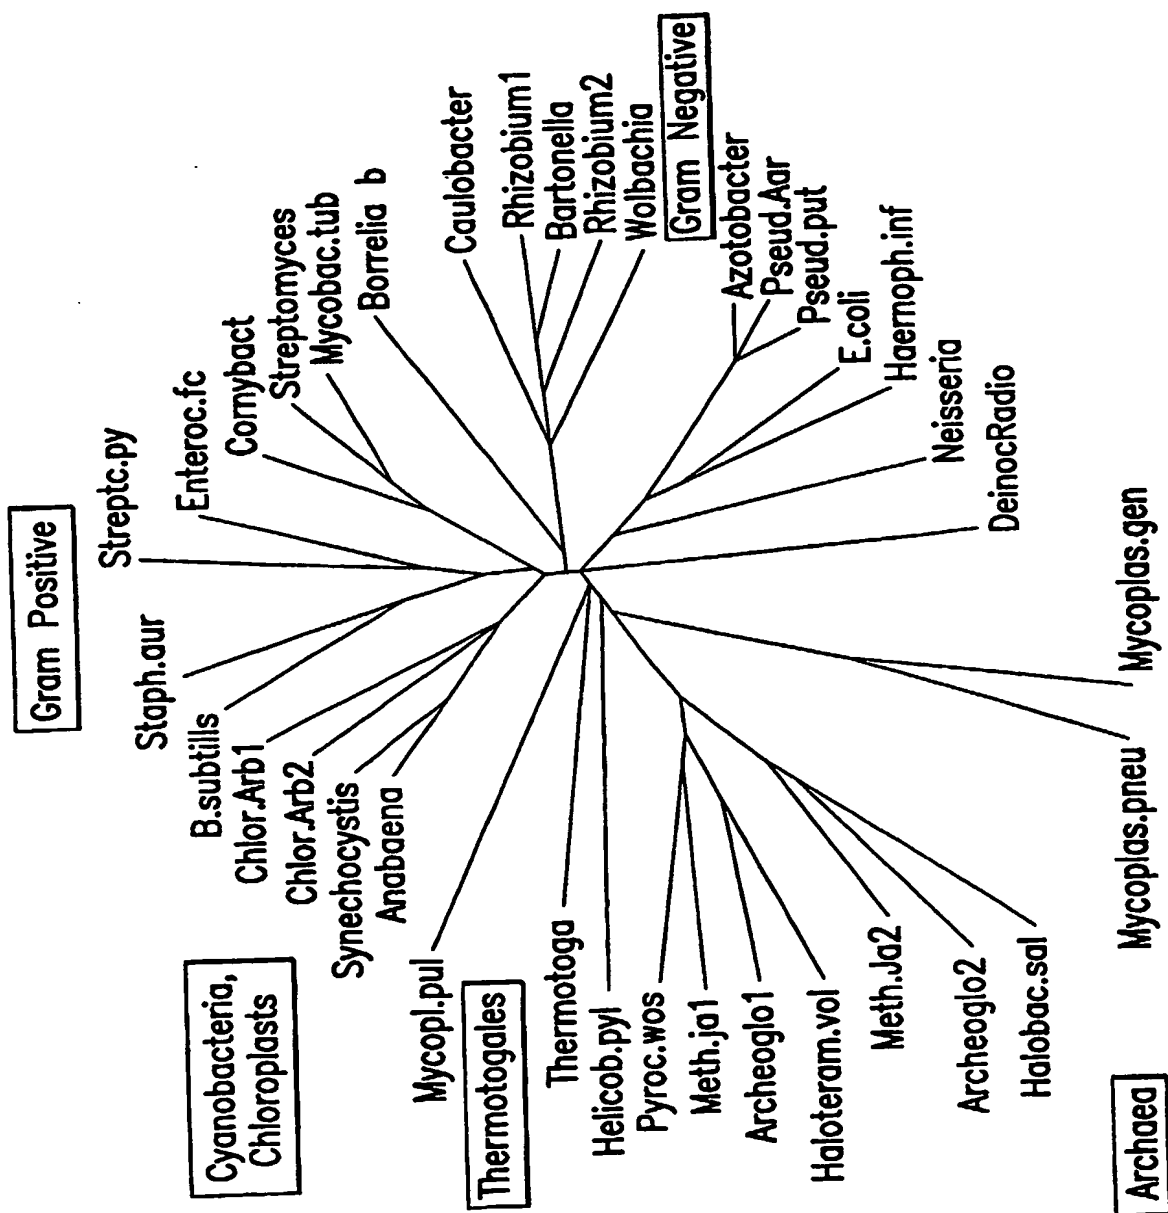 Gram Positive
Streptc.py
Enteroc.fc
Cornybact
Streptomyces
Mycobac.tub
Borrelia b
Caulobacter
Rhizobium1
Bartonella
Rhizobium2
Wolbachia
Gram Negative
Azotobacter
Pseud.Aar
Pseud.put
E.coli
Haemoph.inf
Neisseria
DeinocRadio
Mycoplas.gen
Mycoplas.pneu
Archaea
Halobac.sal
Archeoglo2
Meth.Ja2
Haloteram.vol
Archeoglo1
Meth.ja1
Pyroc.wos
Helicob.pyl
Thermotoga
Thermotogales
Mycopl.pul
Cyanobacteria,
Chloroplasts
Anabaena
Synechocystis
Chlor.Arb2
Chlor.Arb1
B.subtills
Staph.aur